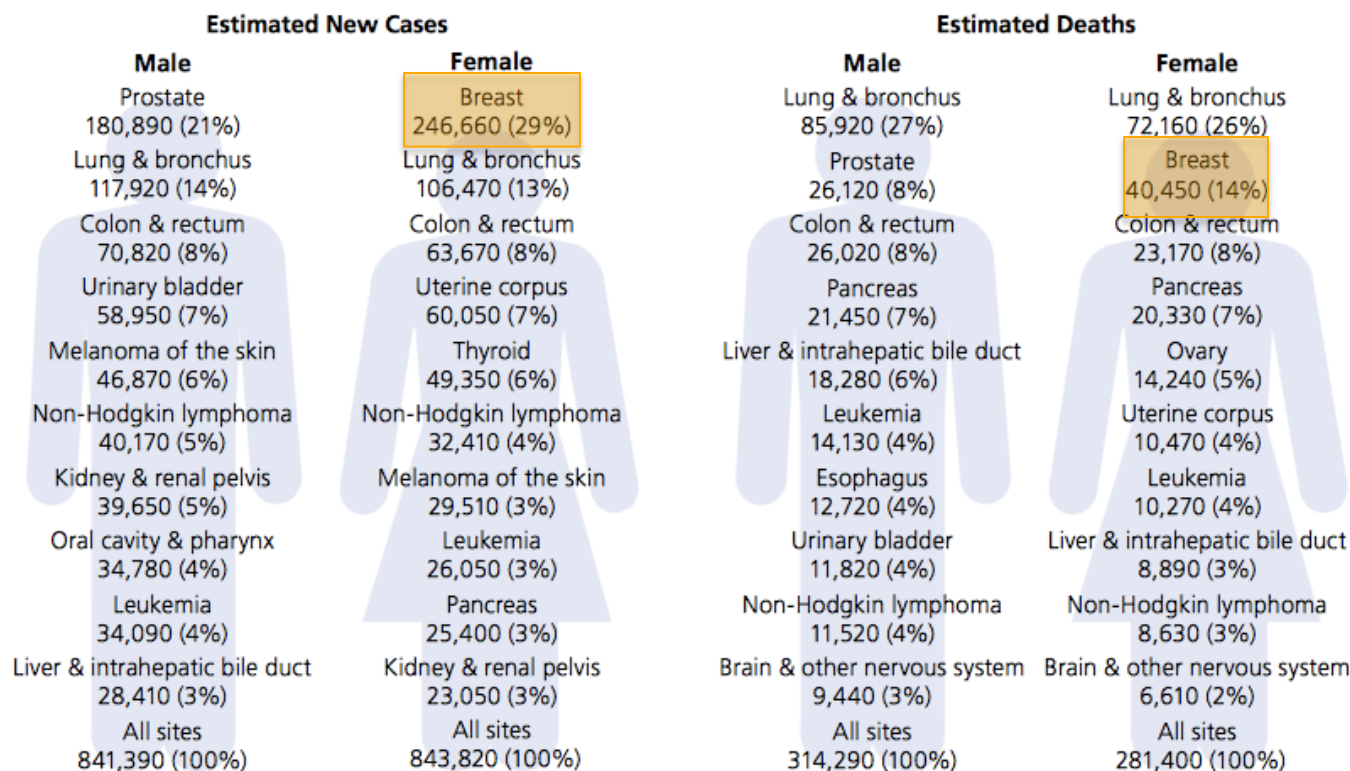 Estimated New Cases
Male
Prostate
180,890 (21%)
Lung & bronchus
117,920 (14%)
Colon & rectum
70,820 (8%)
Urinary bladder
58,950 (7%)
Melanoma of the skin
46,870 (6%)
Non-Hodgkin lymphoma
40,170 (5%)
Kidney & renal pelvis
39,650 (5%)
Oral cavity & pharynx
34,780 (4%)
Leukemia
34,090 (4%)
Liver & intrahepatic bile duct
28,410 (3%)
All sites
841,390 (100%)
Female
Breast
246,660 (29%)
Lung & bronchus
106,470 (13%)
Colon & rectum
63,670 (8%)
Uterine corpus
60,050 (7%)
Thyroid
49,350 (6%)
Non-Hodgkin lymphoma
32,410 (4%)
Melanoma of the skin
29,510 (3%)
Leukemia
26,050 (3%)
Pancreas
25,400 (3%)
Kidney & renal pelvis
23,050 (3%)
All sites
843,820 (100%)
Estimated Deaths
Male
Lung & bronchus
85,920 (27%)
Prostate
26,120 (8%)
Colon & rectum
26,020 (8%)
Pancreas
21,450 (7%)
Liver & intrahepatic bile duct
18,280 (6%)
Leukemia
14,130 (4%)
Esophagus
12,720 (4%)
Urinary bladder
11,820 (4%)
Non-Hodgkin lymphoma
11,520 (4%)
Brain & other nervous system
9,440 (3%)
All sites
314,290 (100%)
Female
Lung & bronchus
72,160 (26%)
Breast
40,450 (14%)
Colon & rectum
23,170 (8%)
Pancreas
20,330 (7%)
Ovary
14,240 (5%)
Uterine corpus
10,470 (4%)
Leukemia
10,270 (4%)
Liver & intrahepatic bile duct
8,890 (3%)
Non-Hodgkin lymphoma
8,630 (3%)
Brain & other nervous system
6,610 (2%)
All sites
281,400 (100%)